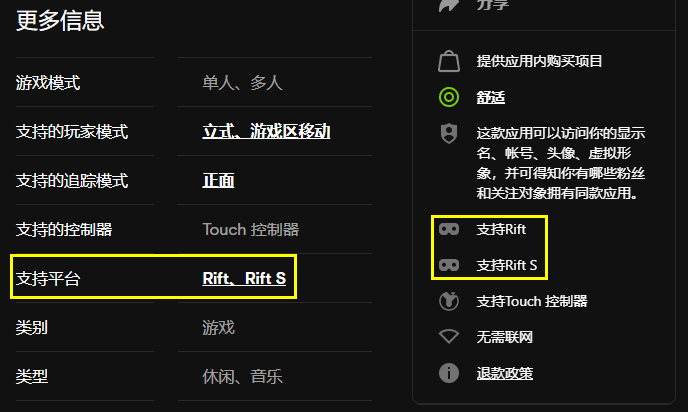 更多信息
游戏模式 单人、多人
支持的玩家模式 立式、游戏区移动
支持的追踪模式 正面
支持的控制器 Touch 控制器
支持平台 Rift、Rift S
类别 游戏
类型 休闲、音乐
分享
提供应用内购买项目
舒适
这款应用可以访问你的显示
名、帐号、头像、虚拟形
象，并可得知你有哪些粉丝
和关注对象拥有同款应用。
支持Rift
支持Rift S
支持Touch 控制器
无需联网
退款政策